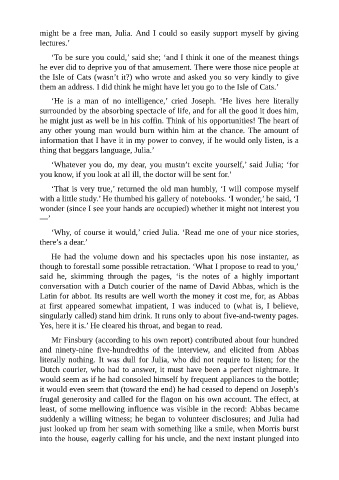 might be a free man, Julia. And I could so easily support myself by giving
lectures.’
‘To be sure you could,’ said she; ‘and I think it one of the meanest things
he ever did to deprive you of that amusement. There were those nice people at
the Isle of Cats (wasn’t it?) who wrote and asked you so very kindly to give
them an address. I did think he might have let you go to the Isle of Cats.’
‘He is a man of no intelligence,’ cried Joseph. ‘He lives here literally
surrounded by the absorbing spectacle of life, and for all the good it does him,
he might just as well be in his coffin. Think of his opportunities! The heart of
any other young man would burn within him at the chance. The amount of
information that I have it in my power to convey, if he would only listen, is a
thing that beggars language, Julia.’
‘Whatever you do, my dear, you mustn’t excite yourself,’ said Julia; ‘for
you know, if you look at all ill, the doctor will be sent for.’
‘That is very true,’ returned the old man humbly, ‘I will compose myself
with a little study.’ He thumbed his gallery of notebooks. ‘I wonder,’ he said, ‘I
wonder (since I see your hands are occupied) whether it might not interest you
—’
‘Why, of course it would,’ cried Julia. ‘Read me one of your nice stories,
there’s a dear.’
He had the volume down and his spectacles upon his nose instanter, as
though to forestall some possible retractation. ‘What I propose to read to you,’
said he, skimming through the pages, ‘is the notes of a highly important
conversation with a Dutch courier of the name of David Abbas, which is the
Latin for abbot. Its results are well worth the money it cost me, for, as Abbas
at first appeared somewhat impatient, I was induced to (what is, I believe,
singularly called) stand him drink. It runs only to about five-and-twenty pages.
Yes, here it is.’ He cleared his throat, and began to read.
Mr Finsbury (according to his own report) contributed about four hundred
and ninety-nine five-hundredths of the interview, and elicited from Abbas
literally nothing. It was dull for Julia, who did not require to listen; for the
Dutch courier, who had to answer, it must have been a perfect nightmare. It
would seem as if he had consoled himself by frequent appliances to the bottle;
it would even seem that (toward the end) he had ceased to depend on Joseph’s
frugal generosity and called for the flagon on his own account. The effect, at
least, of some mellowing influence was visible in the record: Abbas became
suddenly a willing witness; he began to volunteer disclosures; and Julia had
just looked up from her seam with something like a smile, when Morris burst
into the house, eagerly calling for his uncle, and the next instant plunged into